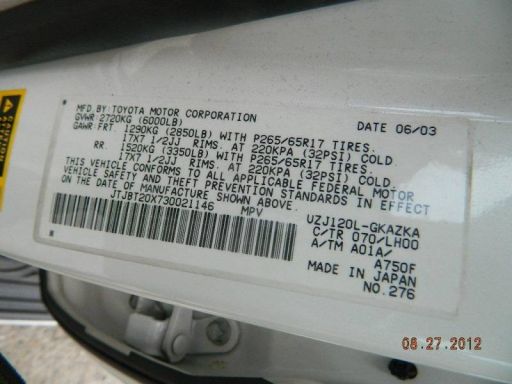 MFD.BY:TOYOTA MOTOR CORPORATION
DATE 06/03
GVWR:2720KG (6000LB)
GAWR:FRT 1290KG (2850LB) WITH P265/65R17 TIRES.
17X7 1/2JJ RIMS. AT 220KPA (32PSI) COLD
RR. 1520KG (3350LB) WITH P265/65R17 TIRES.
17X7 1/2JJ RIMS. AT 220KPA (32PSI) COLD.
THIS VEHICLE CONFORMS TO ALL APPLICABLE FEDERAL MOTOR
VEHICLE SAFETY AND THEFT PREVENTION STANDARDS IN EFFECT
ON THE DATE OF MANUFACTURE SHOWN ABOVE.
JTJBT20X730021146 MPV
UZJ120L-GKAZKA
C/TR 070/LH00
A/TM A01A/
A750F
MADE IN JAPAN
NO.276
08.27.2012